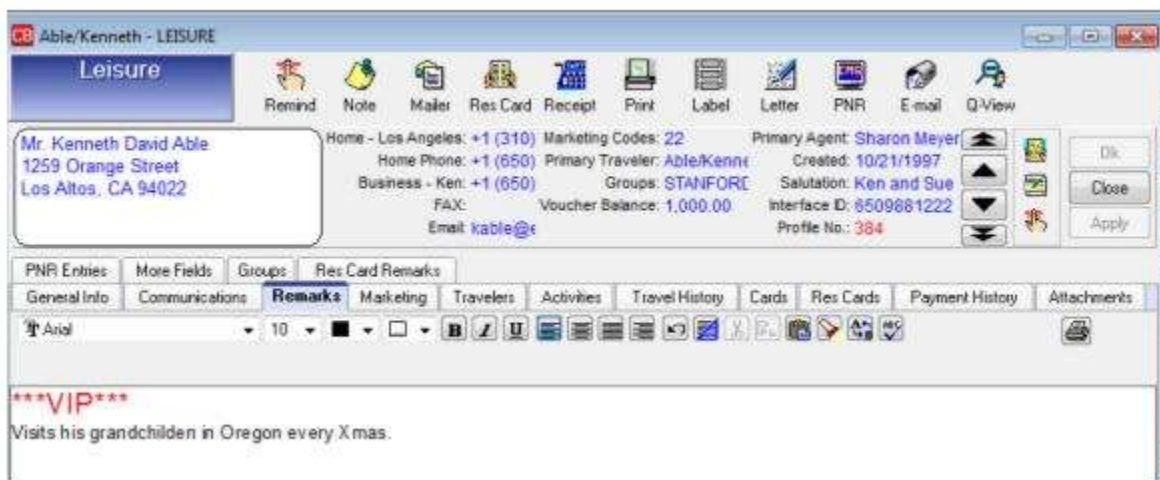 CB Able/Kenneth - LEISURE
Leisure
Remind Note Mailer Res Card Receipt Print Label Letter PNR E-mail Q-View
Mr. Kenneth David Able
1259 Orange Street
Los Altos, CA 94022
Home - Los Angeles: +1 (310)
Home Phone: +1 (650)
Business - Ken: +1 (650)
FAX:
Email: kable@
Marketing Codes: 22
Primary Traveler: Able/Kenne
Groups: STANFORD
Voucher Balance: 1,000.00
Primary Agent: Sharon Meyer
Created: 10/21/1997
Salutation: Ken and Sue
Interface ID: 6509881222
Profile No.: 384
Ok
Close
Apply
PNR Entries More Fields Groups Res Card Remarks
General Info Communications Remarks Marketing Travelers Activities Travel History Cards Res Cards Payment History Attachments
Arial 10 B I U
***VIP***
Visits his grandchilden in Oregon every Xmas.